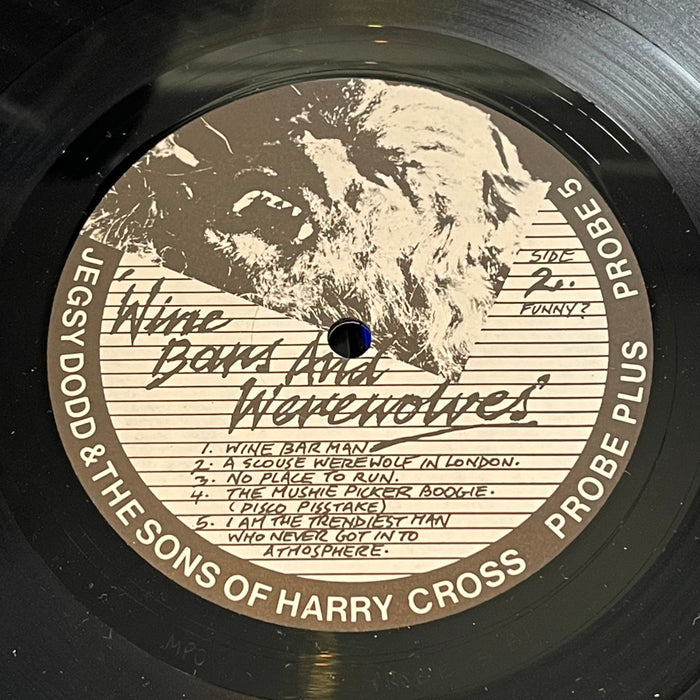 SIDE
2.
FUNNY?
'Wine
Bars And
Werewolves'
1. WINE BAR MAN
2. A SCOUSE WEREWOLF IN LONDON.
3. NO PLACE TO RUN.
4. THE MUSHIE PICKER BOOGIE.
(DISCO PISSTAKE)
5. I AM THE TRENDIEST MAN
WHO NEVER GOT IN TO
ATMOSPHERE.
JEGSY DODD & THE SONS OF HARRY CROSS
PROBE PLUS
PROBE 5
MPO